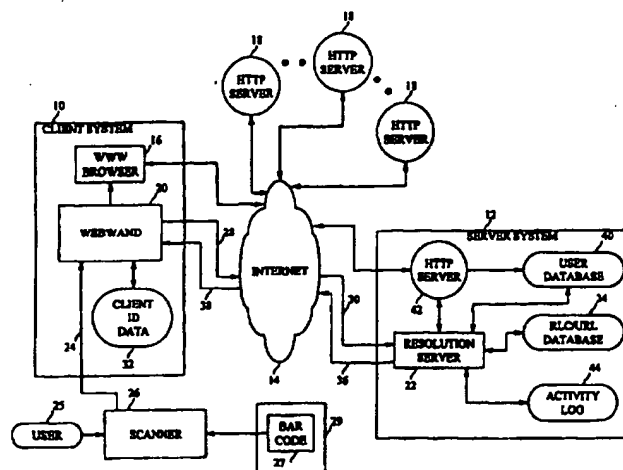 18
HTTP
SERVER
18
HTTP
SERVER
18
HTTP
SERVER
10
CLIENT SYSTEM
16
WWW
BROWSER
20
WEBWAND
28
38
CLIENT
ID DATA
32
24
INTERNET
14
30
36
12
SERVER SYSTEM
HTTP
SERVER
42
40
USER
DATABASE
34
RLC/URL
DATABASE
RESOLUTION
SERVER
22
44
ACTIVITY
LOG
25
USER
26
SCANNER
BAR
CODE
27
29